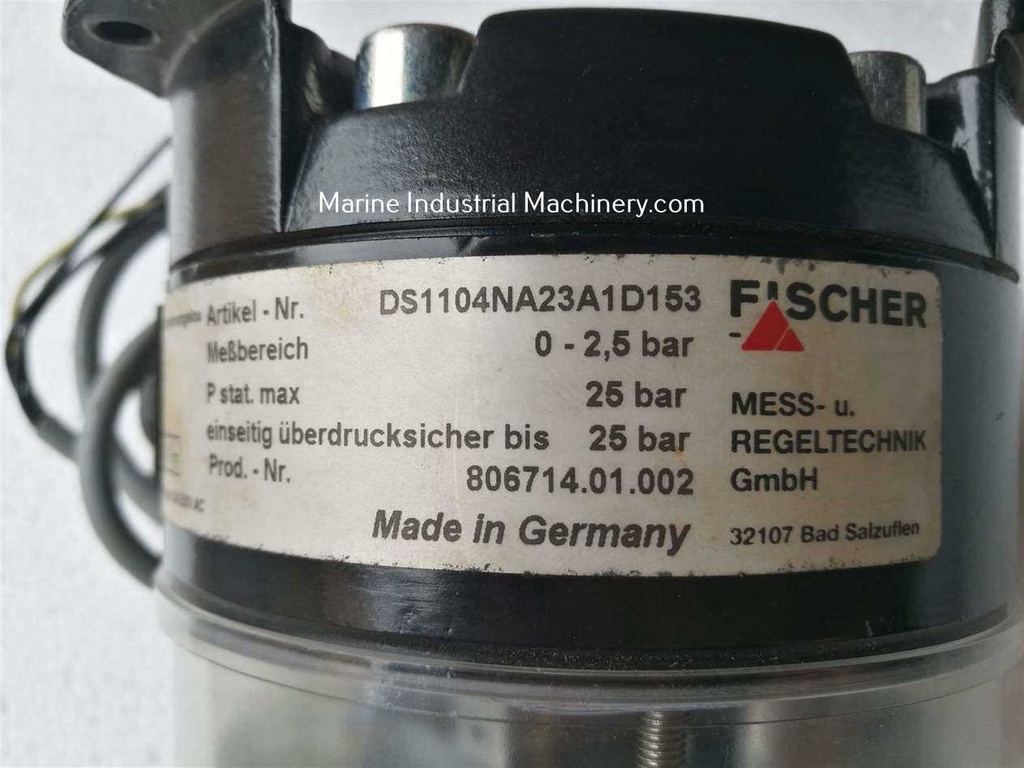 Marine Industrial Machinery.com
Artikel - Nr. DS1104NA23A1D153
Meßbereich 0 - 2,5 bar
P stat. max 25 bar
einseitig überdrucksicher bis 25 bar
Prod. - Nr. 806714.01.002
Made in Germany
FISCHER
MESS- u.
REGELTECHNIK
GmbH
32107 Bad Salzuflen
AC